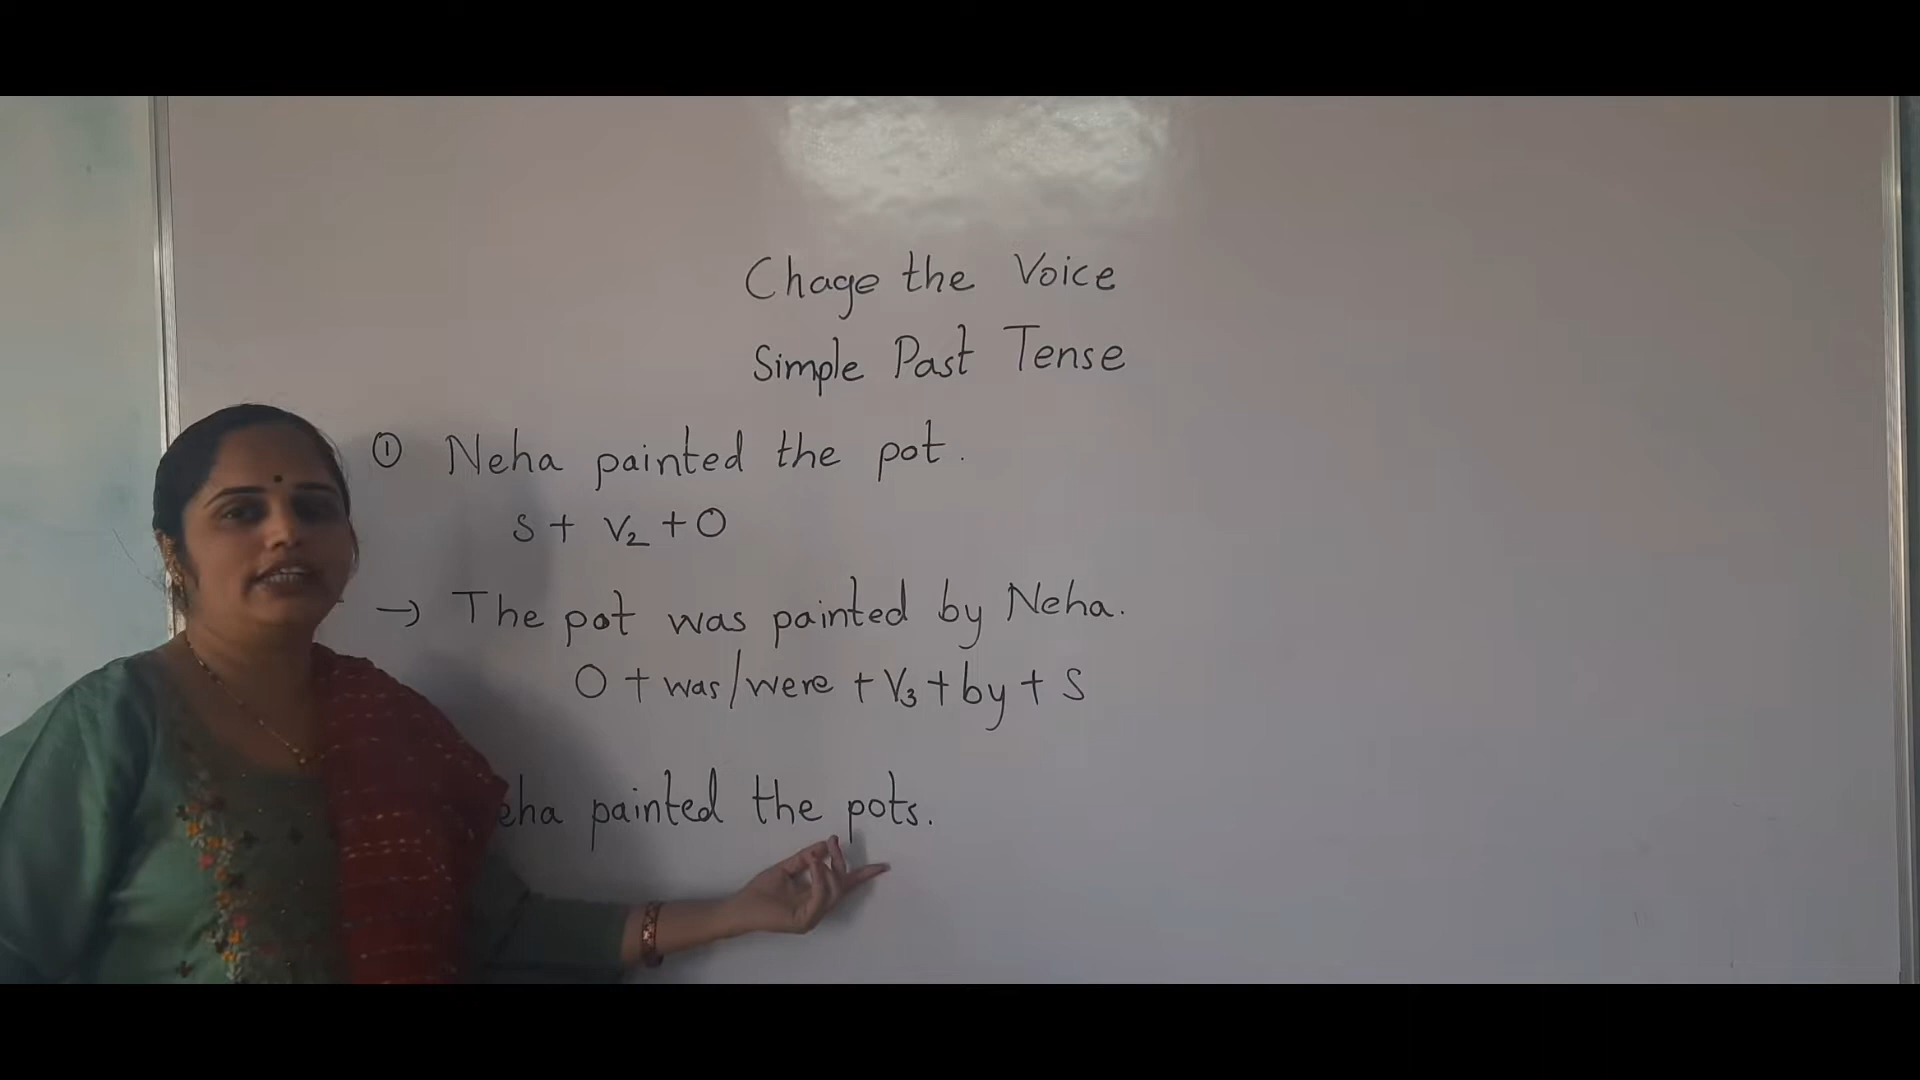 Chage the Voice
Simple Past Tense
① Neha painted the pot.
S + V₂ + O
→ The pot was painted by Neha.
O + was/were + V₃ + by + S
painted the pots.